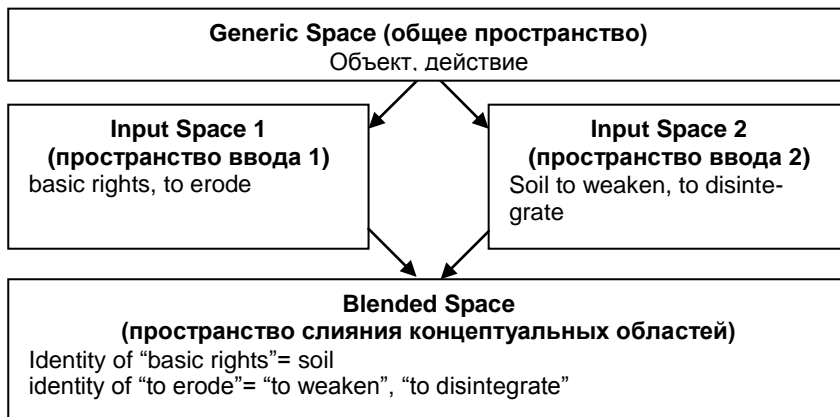 Generic Space (общее пространство)
Объект, действие
Input Space 1
(пространство ввода 1)
basic rights, to erode
Input Space 2
(пространство ввода 2)
Soil to weaken, to disinte-
grate
Blended Space
(пространство слияния концептуальных областей)
Identity of “basic rights”= soil
identity of “to erode”= “to weaken”, “to disintegrate”